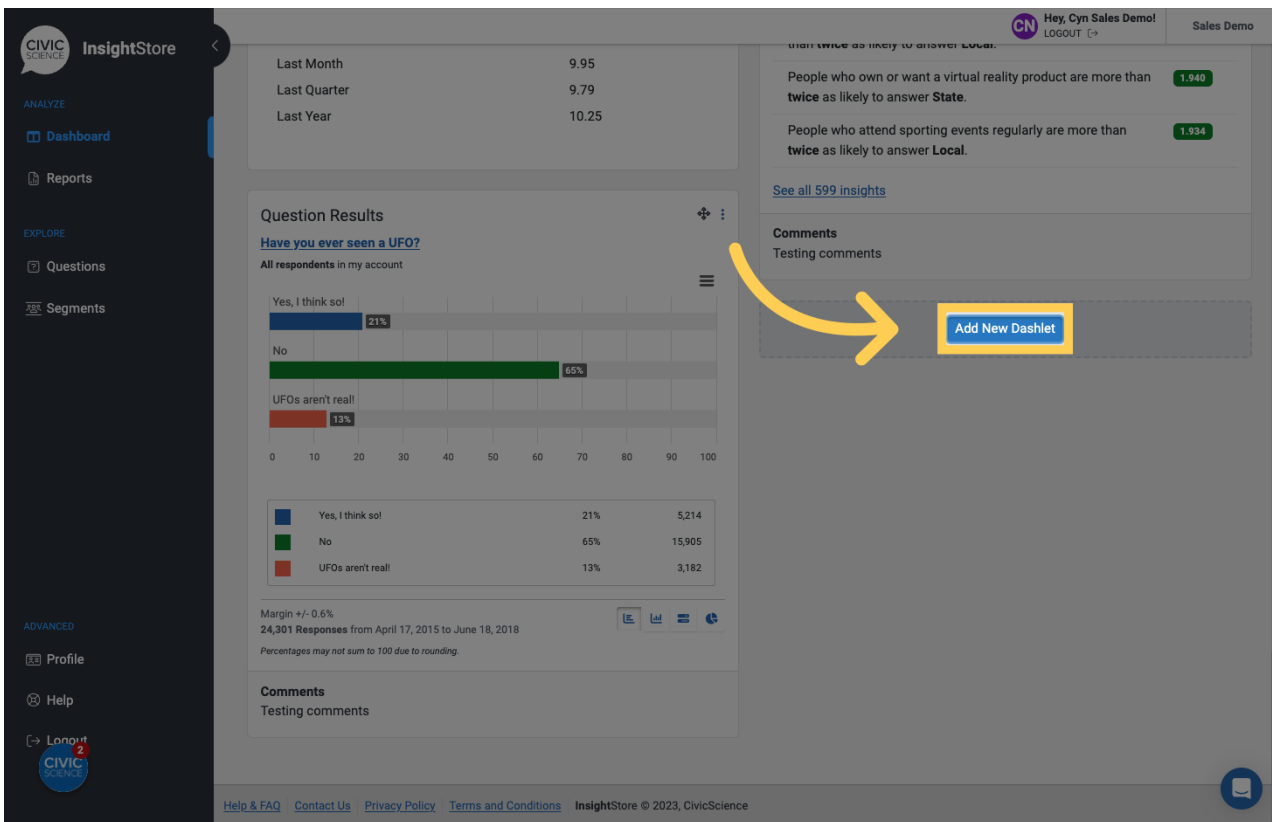 CIVIC
SCIENCE
InsightStore
ANALYZE
Dashboard
Reports
EXPLORE
Questions
Segments
ADVANCED
Profile
Help
Logout
2
CIVIC
SCIENCE
CN
Hey, Cyn Sales Demo!
LOGOUT
Sales Demo
Last Month 9.95
Last Quarter 9.79
Last Year 10.25
Question Results
Have you ever seen a UFO?
All respondents in my account
Yes, I think so!
21%
No
65%
UFOs aren't real!
13%
0 10 20 30 40 50 60 70 80 90 100
Yes, I think so! 21% 5,214
No 65% 15,905
UFOs aren't real! 13% 3,182
Margin +/- 0.6%
24,301 Responses from April 17, 2015 to June 18, 2018
Percentages may not sum to 100 due to rounding.
Comments
Testing comments
than twice as likely to answer Local.
People who own or want a virtual reality product are more than 1.940
twice as likely to answer State.
People who attend sporting events regularly are more than 1.934
twice as likely to answer Local.
See all 599 insights
Comments
Testing comments
Add New Dashlet
Help & FAQ Contact Us Privacy Policy Terms and Conditions InsightStore © 2023, CivicScience